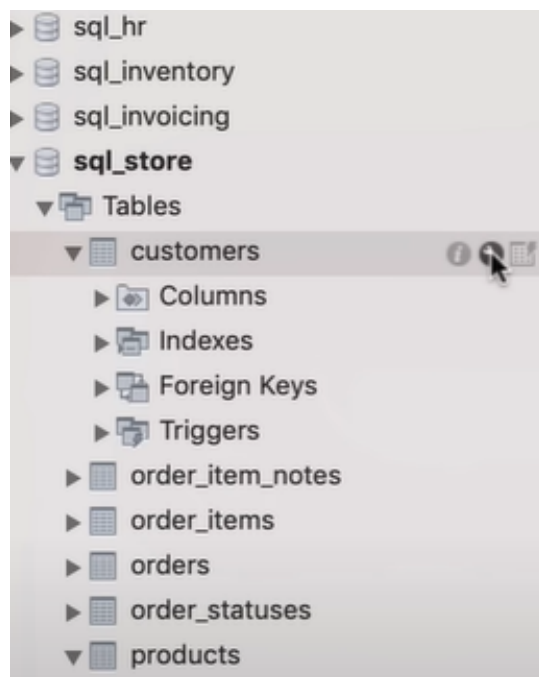 sql_hr
sql_inventory
sql_invoicing
sql_store
Tables
customers
Columns
Indexes
Foreign Keys
Triggers
order_item_notes
order_items
orders
order_statuses
products